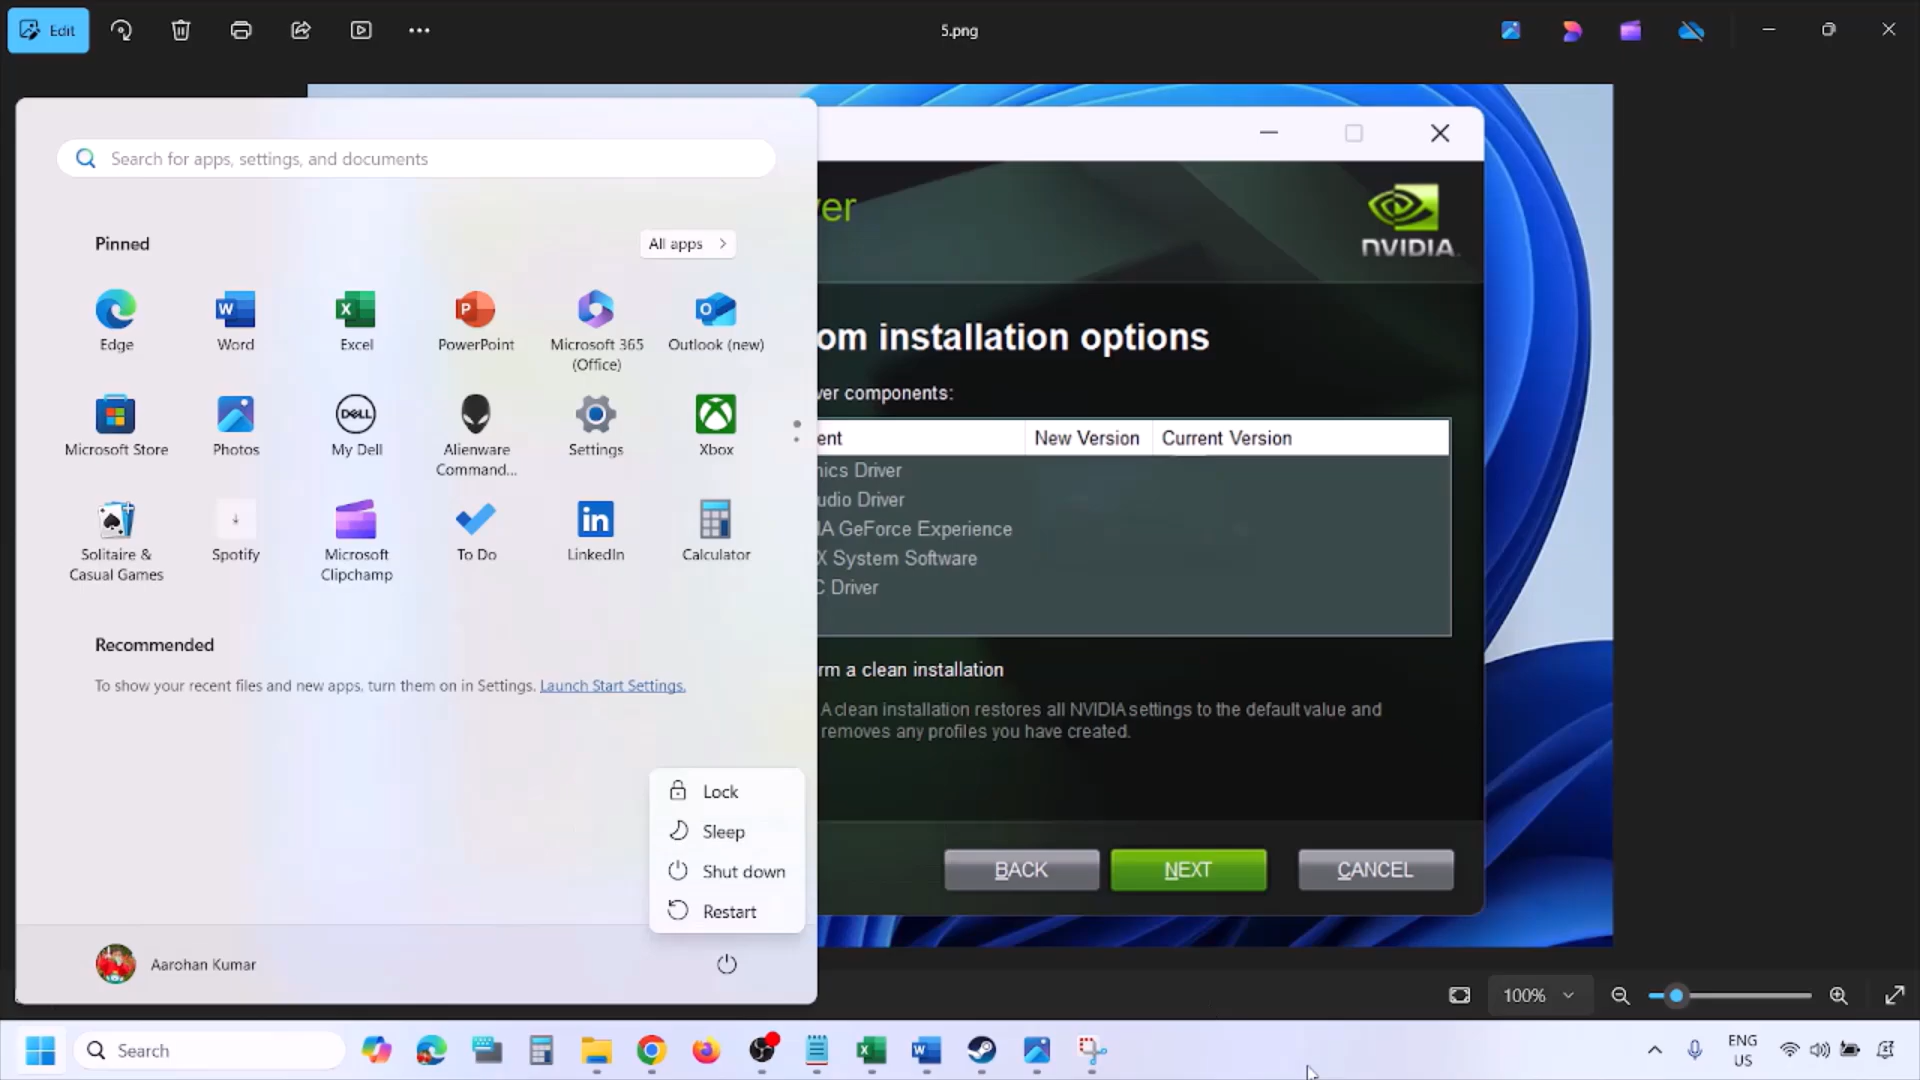 Edit
5.png
Search for apps, settings, and documents
Pinned
All apps
Edge
Word
Excel
PowerPoint
Microsoft 365
(Office)
Outlook (new)
Microsoft Store
Photos
DELL
My Dell
Alienware
Command...
Settings
Xbox
Solitaire &
Casual Games
Spotify
Microsoft
Clipchamp
To Do
LinkedIn
Calculator
Recommended
To show your recent files and new apps, turn them on in Settings. Launch Start Settings.
Lock
Sleep
Shut down
Restart
Aarohan Kumar
ver
NVIDIA
om installation options
ver components:
ent
New Version
Current Version
hics Driver
udio Driver
IA GeForce Experience
X System Software
C Driver
rm a clean installation
A clean installation restores all NVIDIA settings to the default value and
removes any profiles you have created.
BACK
NEXT
CANCEL
100%
Search
ENG
US